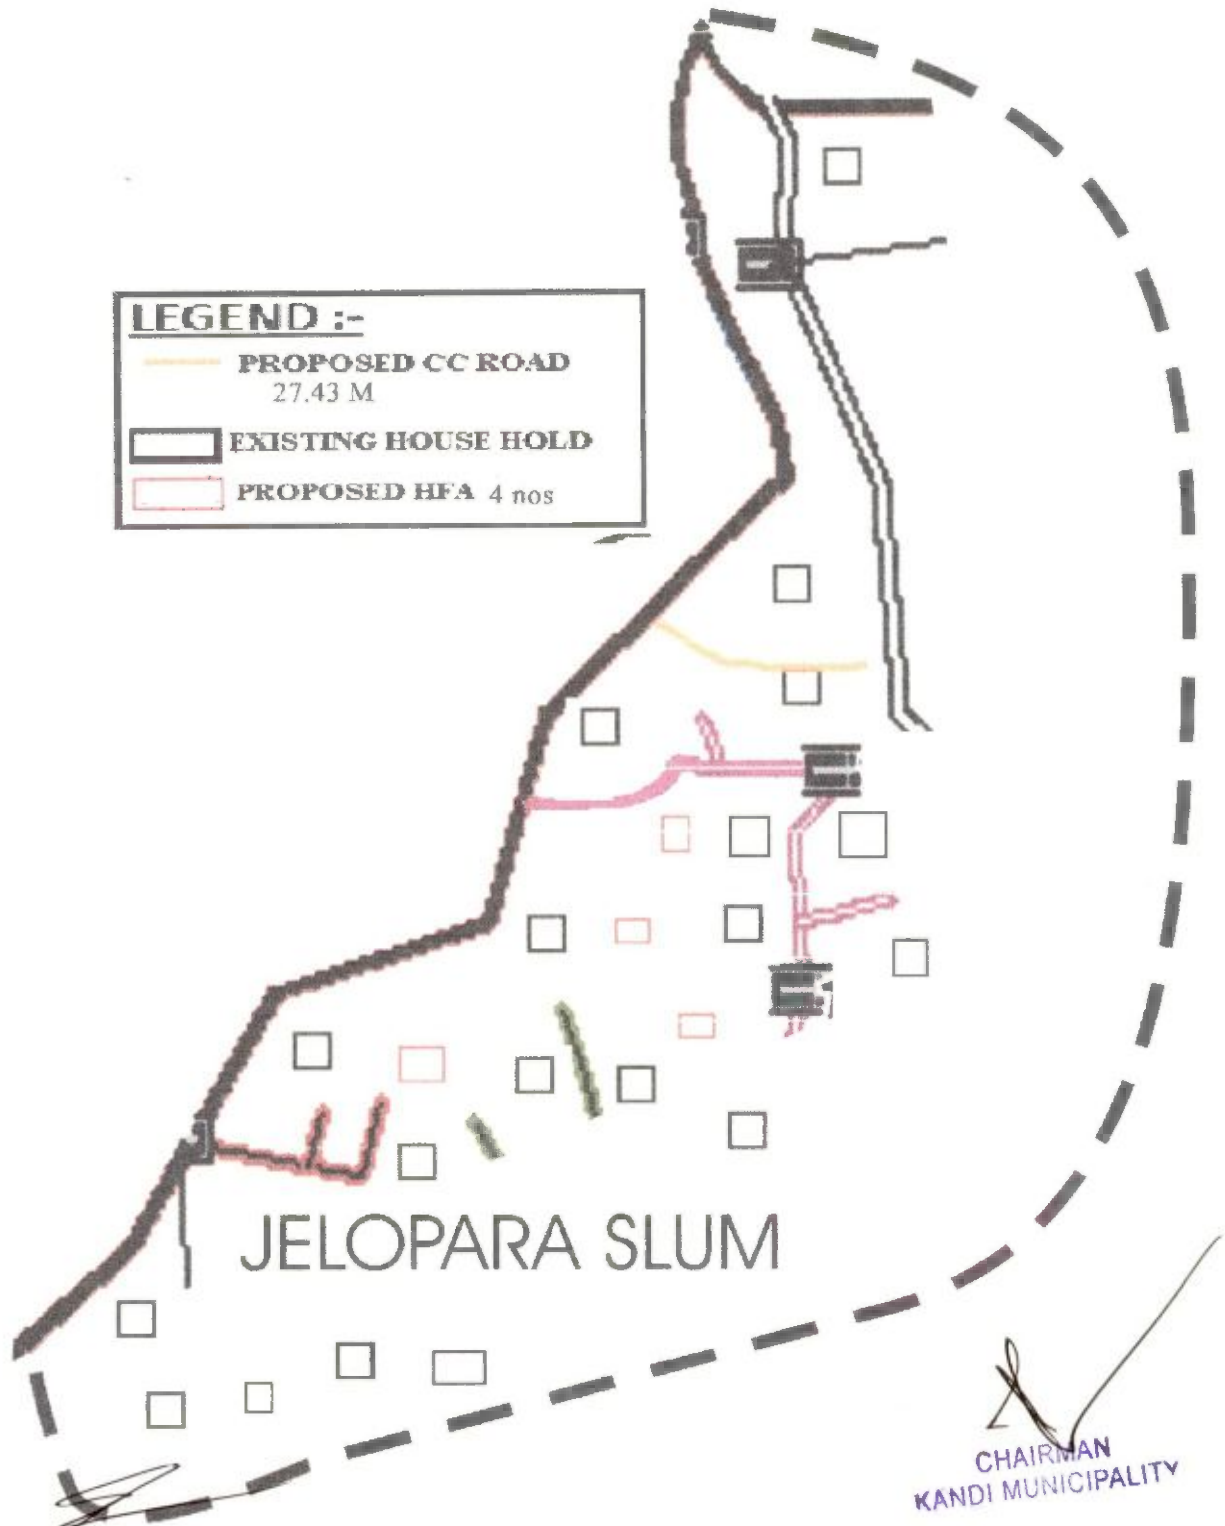 LEGEND :-
PROPOSED CC ROAD
27.43 M
EXISTING HOUSE HOLD
PROPOSED HFA 4 nos
JELOPARA SLUM
CHAIRMAN
KANDI MUNICIPALITY